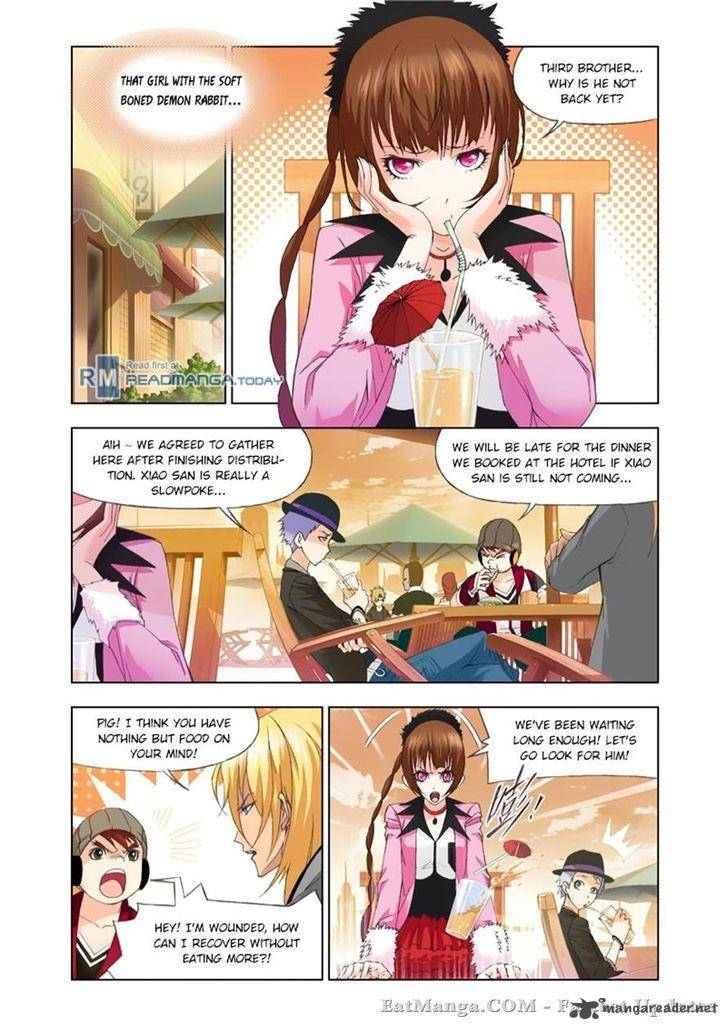 THAT GIRL WITH THE SOFT
BONED DEMON RABBIT...
THIRD BROTHER...
WHY IS HE NOT
BACK YET?
RM
Read first at
READMANGA.TODAY
AIH ~ WE AGREED TO GATHER
HERE AFTER FINISHING DISTRIBU-
TION. XIAO SAN IS REALLY A
SLOWPOKE...
WE WILL BE LATE FOR THE DINNER
WE BOOKED AT THE HOTEL IF XIAO
SAN IS STILL NOT COMING...
PIG! I THINK YOU HAVE
NOTHING BUT FOOD ON
YOUR MIND!
HEY! I'M WOUNDED, HOW
CAN I RECOVER WITHOUT
EATING MORE?!
WE'VE BEEN WAITING
LONG ENOUGH! LET'S
GO LOOK FOR HIM!
EatManga.COM -
mangareader.net